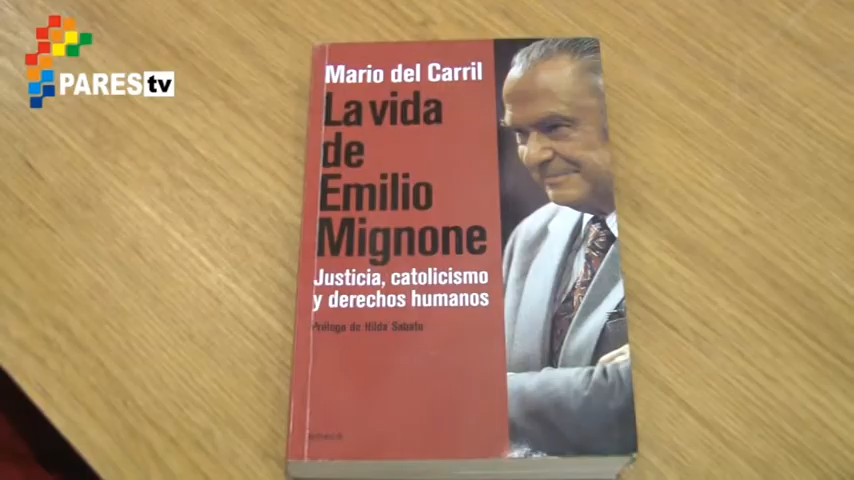 PARES tv
Mario del Carril
La vida
de
Emilio
Mignone
Justicia, catolicismo
y derechos humanos
Prólogo de Hilda Sabato